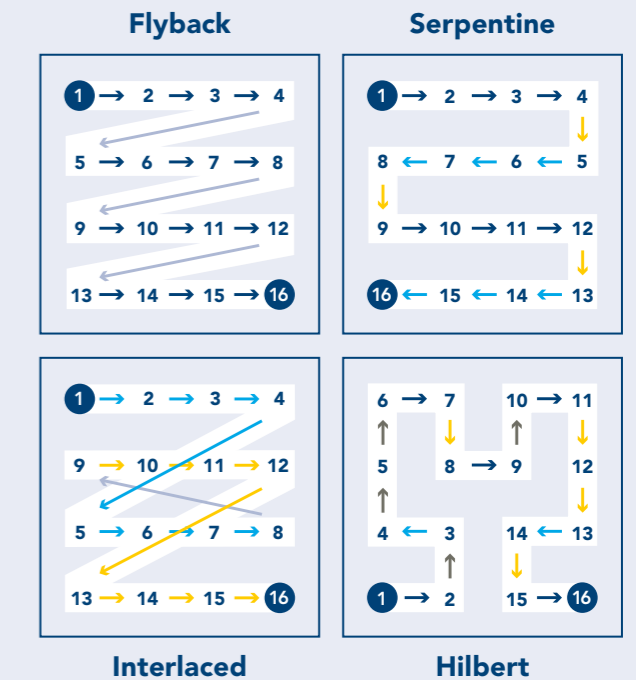 Flyback
1 2 3 4
5 6 7 8
9 10 11 12
13 14 15 16
Serpentine
1 2 3 4
8 7 6 5
9 10 11 12
16 15 14 13
1 2 3 4
9 10 11 12
5 6 7 8
13 14 15 16
Interlaced
6 7 10 11
5 8 9 12
4 3 14 13
1 2 15 16
Hilbert